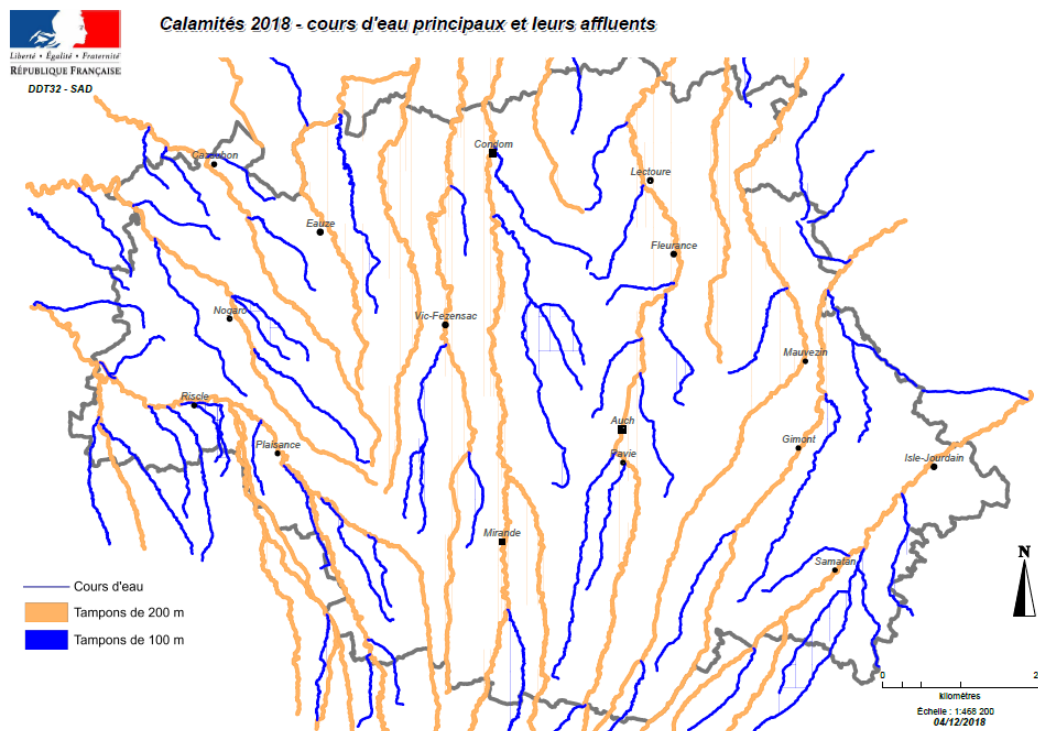 Calamités 2018 - cours d'eau principaux et leurs affluents
Liberté • Égalité • Fraternité
RÉPUBLIQUE FRANÇAISE
DDT32 - SAD
Condom
Cazaubon
Lectoure
Eauze
Fleurance
Nogaro
Vic-Fezensac
Mauvezin
Riscle
Auch
Plaisance
Gimont
Pavie
Isle-Jourdain
Mirande
Samatan
N
Cours d'eau
Tampons de 200 m
Tampons de 100 m
0 2
kilomètres
Échelle : 1:468 200
04/12/2018